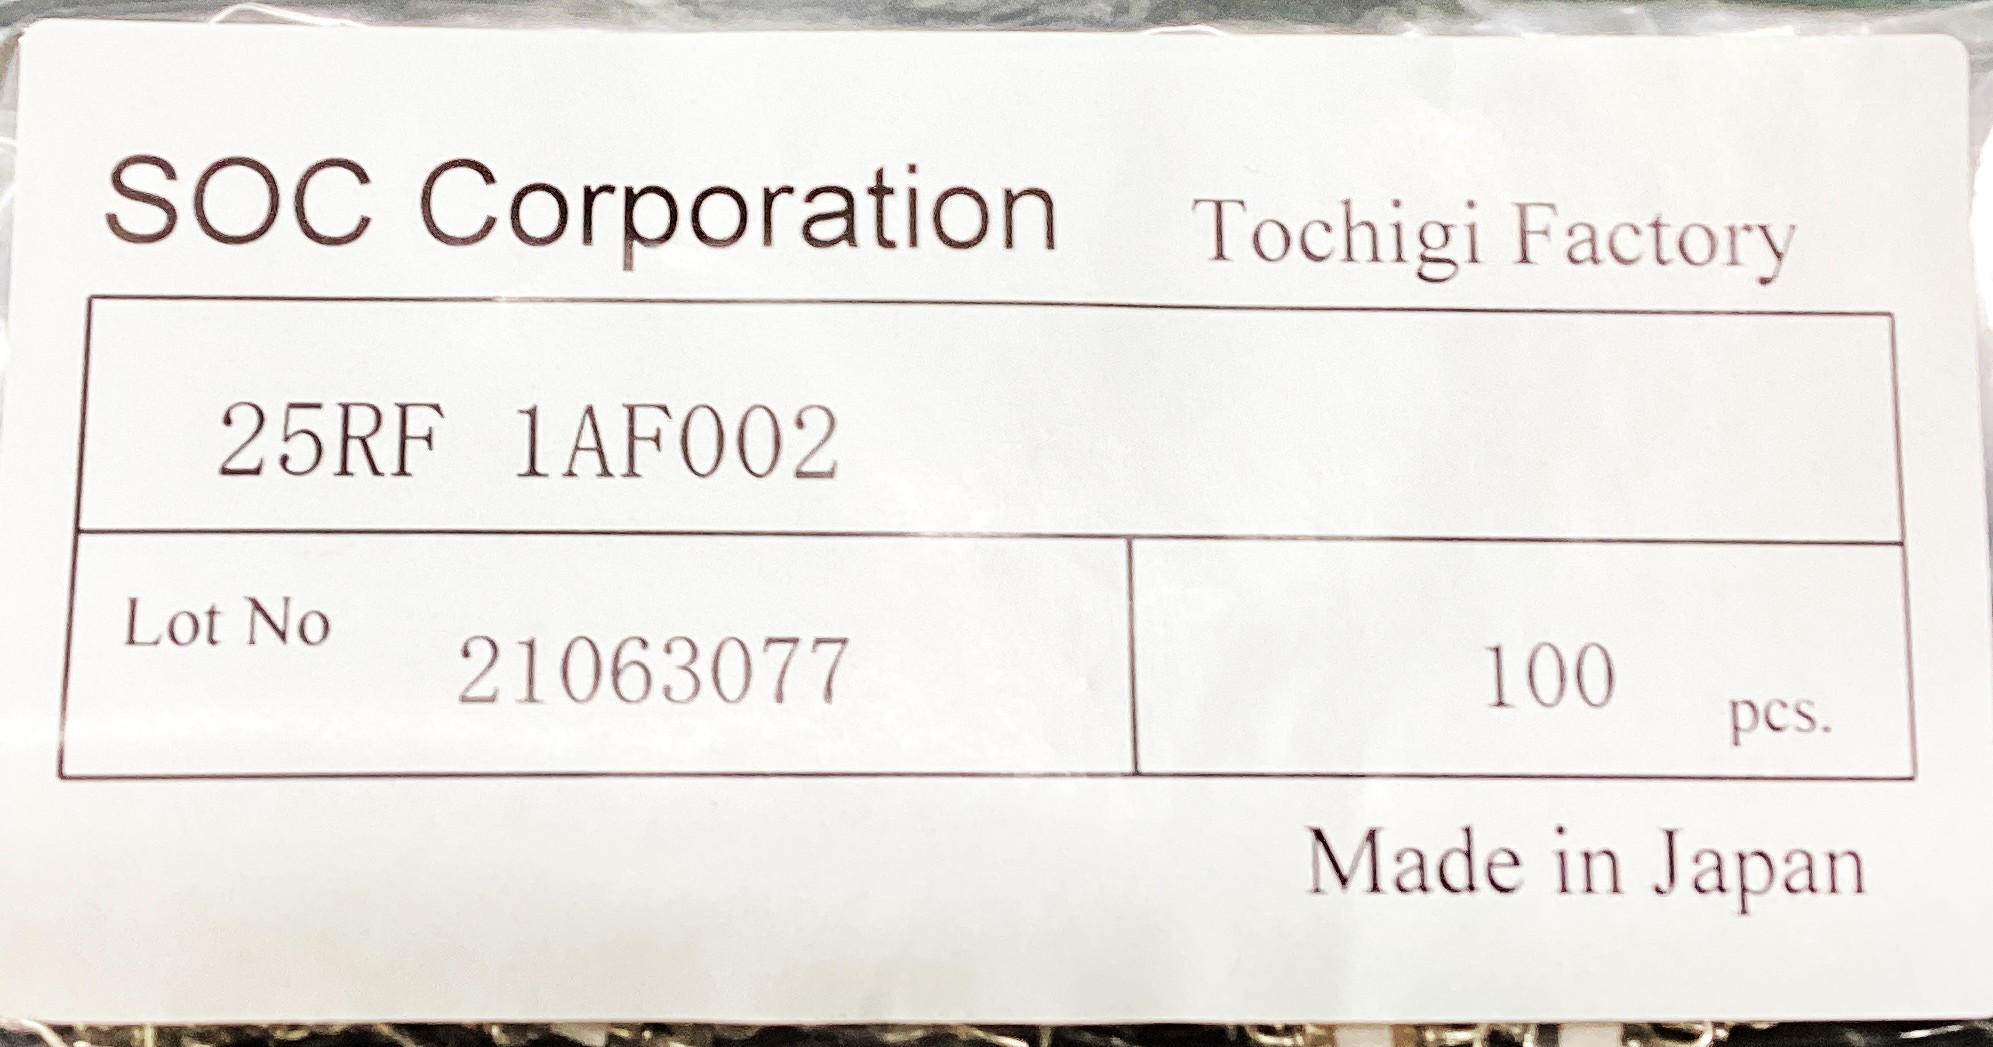 SOC Corporation Tochigi Factory
25RF 1AF002
Lot No 21063077 100 pcs.
Made in Japan